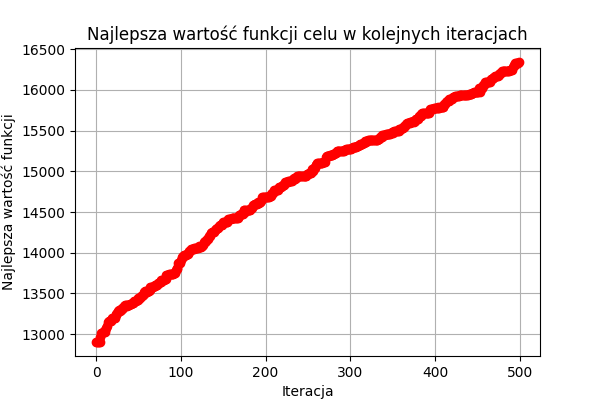 Najlepsza wartość funkcji celu w kolejnych iteracjach
Najlepsza wartość funkcji
16500
16000
15500
15000
14500
14000
13500
13000
0 100 200 300 400 500
Iteracja